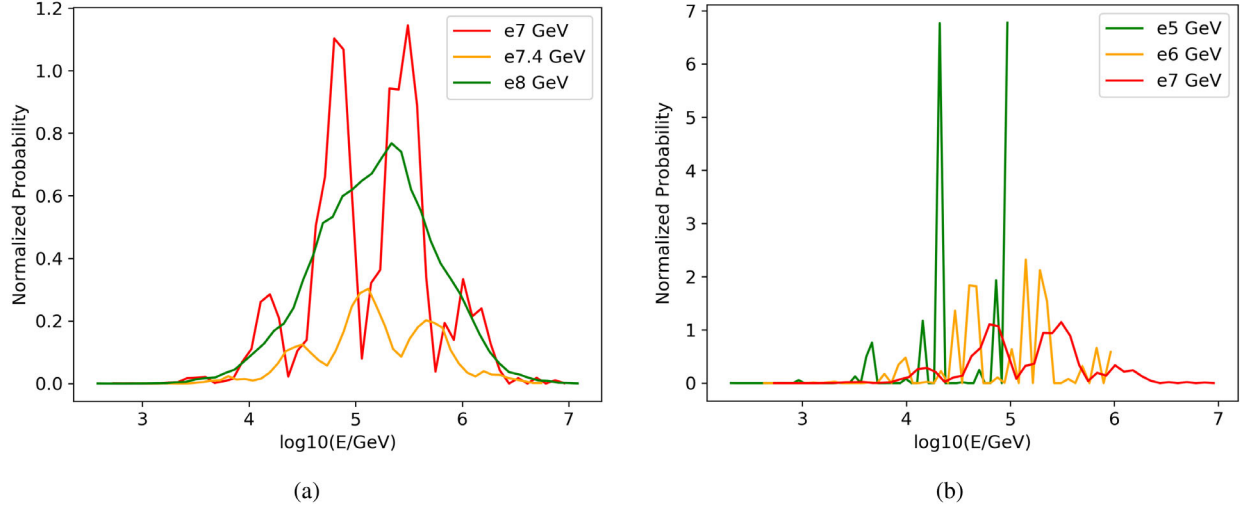 1.2
1.0
0.8
0.6
0.4
0.2
0.0
Normalized Probability
3 4 5 6 7
log10(E/GeV)
e7 GeV
e7.4 GeV
e8 GeV
(a)
7
6
5
4
3
2
1
0
Normalized Probability
3 4 5 6 7
log10(E/GeV)
e5 GeV
e6 GeV
e7 GeV
(b)